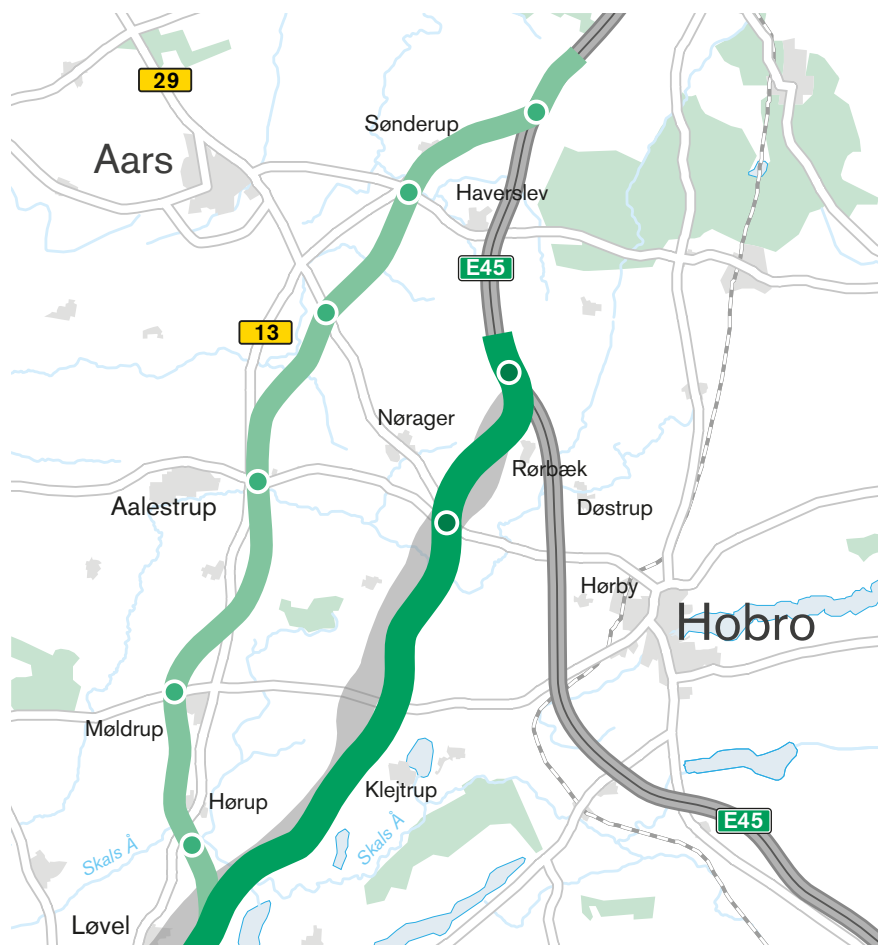 29
Sønderup
Aars
Haverslev
E45
13
Nørager
Rørbæk
Aalestrup
Døstrup
Hørby
Hobro
Møldrup
Klejtrup
Hørup
E45
Skals Å
Skals Å
Løvel